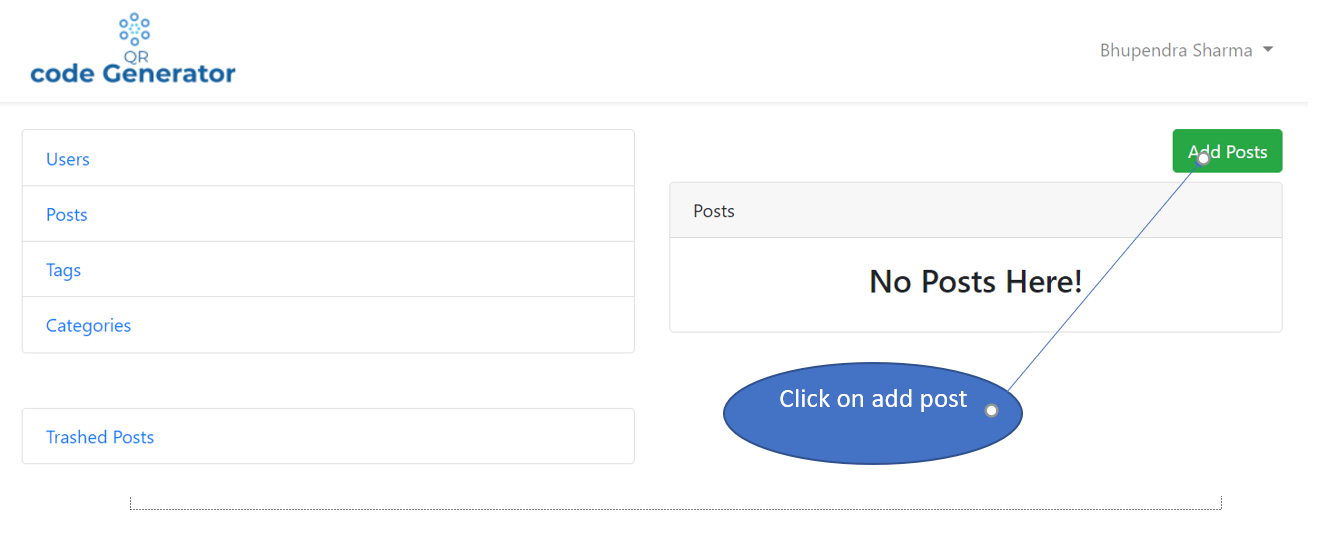 QR
code Generator
Bhupendra Sharma
Users
Posts
Tags
Categories
Trashed Posts
Add Posts
Posts
No Posts Here!
Click on add post